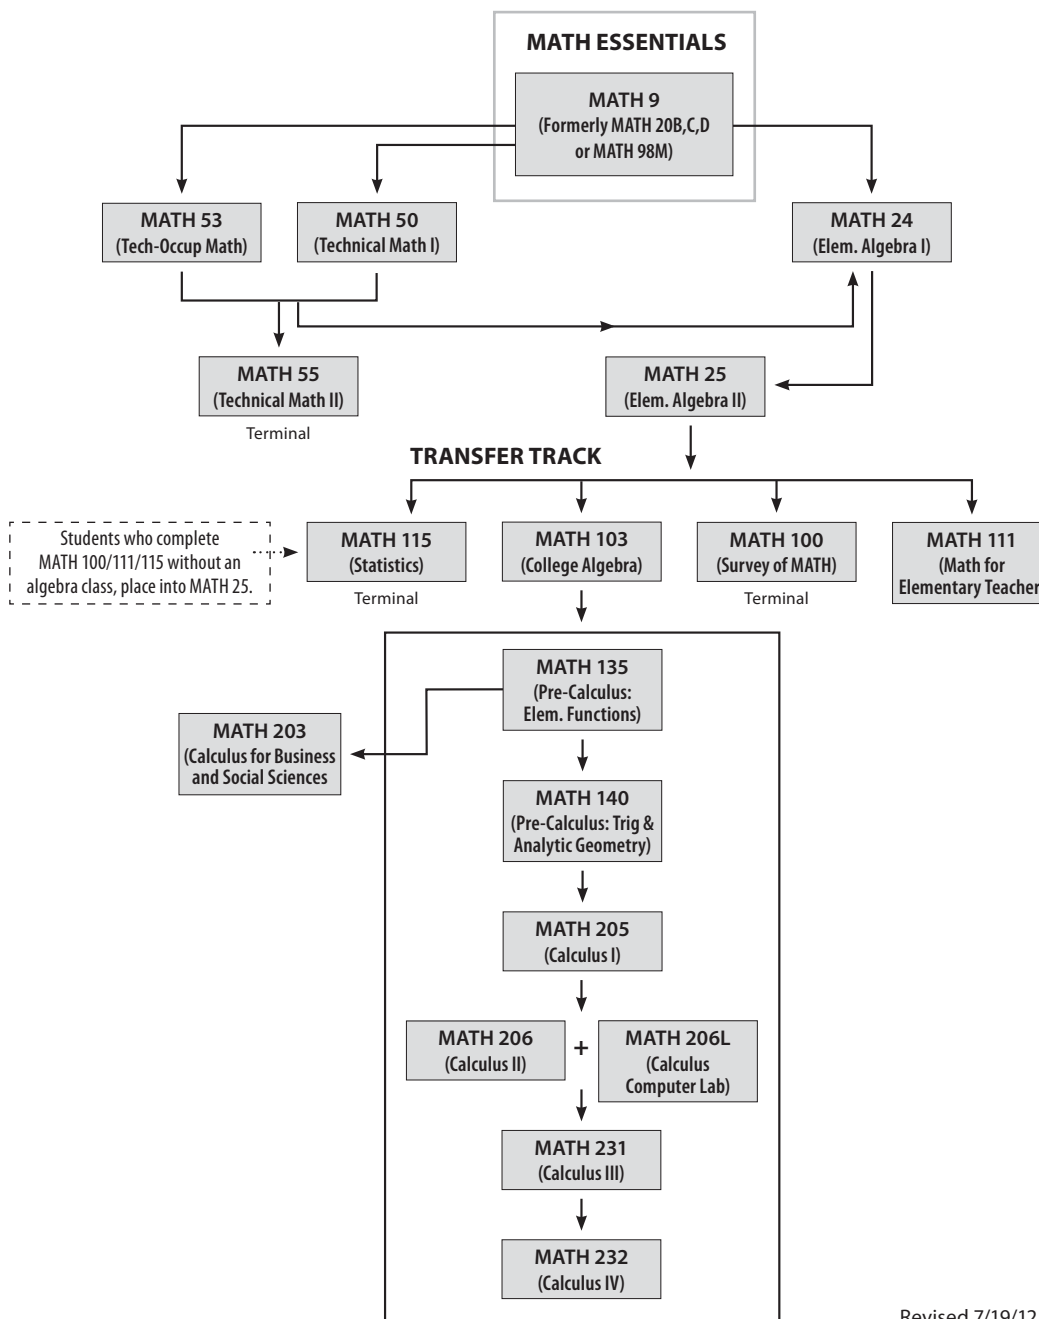 MATH ESSENTIALS
MATH 9
(Formerly MATH 20B,C,D
or MATH 98M)
MATH 53
(Tech-Occup Math)
MATH 50
(Technical Math I)
MATH 24
(Elem. Algebra I)
MATH 55
(Technical Math II)
Terminal
MATH 25
(Elem. Algebra II)
TRANSFER TRACK
Students who complete
MATH 100/111/115 without an
algebra class, place into MATH 25.
MATH 115
(Statistics)
Terminal
MATH 103
(College Algebra)
MATH 100
(Survey of MATH)
Terminal
MATH 111
(Math for
Elementary Teacher
MATH 135
(Pre-Calculus:
Elem. Functions)
MATH 203
(Calculus for Business
and Social Sciences
MATH 140
(Pre-Calculus: Trig &
Analytic Geometry)
MATH 205
(Calculus I)
MATH 206
(Calculus II)
+
MATH 206L
(Calculus
Computer Lab)
MATH 231
(Calculus III)
MATH 232
(Calculus IV)
Revised 7/19/12